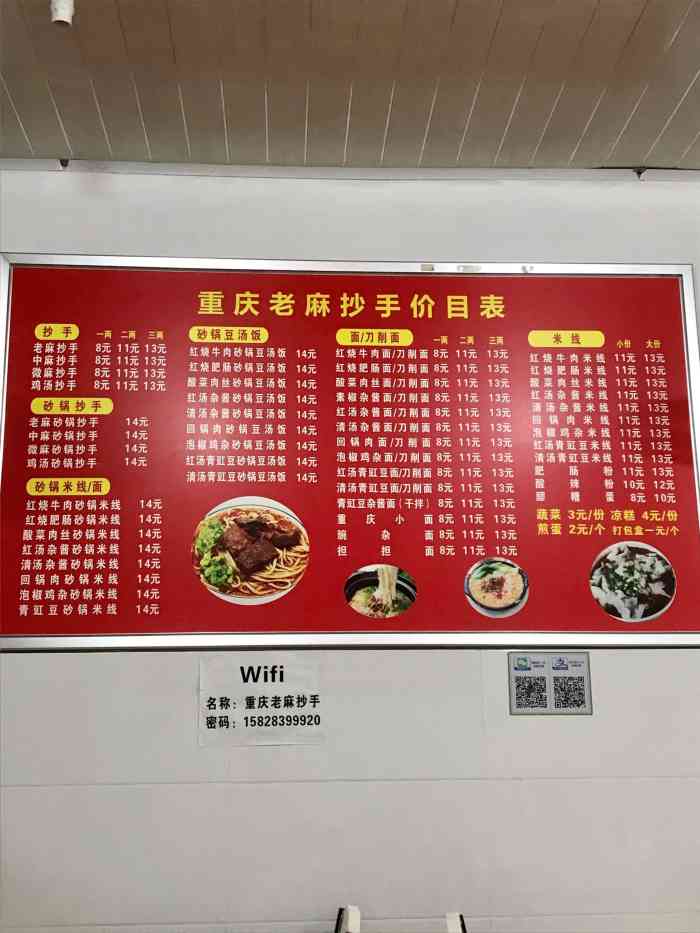 重庆老麻抄手价目表
抄手 一两 二两 三两
老麻抄手 8元 11元 13元
中麻抄手 8元 11元 13元
微麻抄手 8元 11元 13元
鸡汤抄手 8元 11元 13元
砂锅抄手
老麻砂锅抄手 14元
中麻砂锅抄手 14元
微麻砂锅抄手 14元
鸡汤砂锅抄手 14元
砂锅米线/面
红烧牛肉砂锅米线 14元
红烧肥肠砂锅米线 14元
酸菜肉丝砂锅米线 14元
红汤杂酱砂锅米线 14元
清汤杂酱砂锅米线 14元
回锅肉砂锅米线 14元
泡椒鸡杂砂锅米线 14元
青豇豆砂锅米线 14元
砂锅豆汤饭
红烧牛肉砂锅豆汤饭 14元
红烧肥肠砂锅豆汤饭 14元
酸菜肉丝砂锅豆汤饭 14元
红汤杂酱砂锅豆汤饭 14元
清汤杂酱砂锅豆汤饭 14元
回锅肉砂锅豆汤饭 14元
泡椒鸡杂砂锅豆汤饭 14元
红汤青豇豆砂锅豆汤饭 14元
清汤青豇豆砂锅豆汤饭 14元
面/刀削面 一两 二两 三两
红烧牛肉面/刀削面 8元 11元 13元
红烧肥肠面/刀削面 8元 11元 13元
酸菜肉丝面/刀削面 8元 11元 13元
素椒杂酱面/刀削面 8元 11元 13元
红汤杂酱面/刀削面 8元 11元 13元
清汤杂酱面/刀削面 8元 11元 13元
回锅肉面/刀削面 8元 11元 13元
泡椒鸡杂面/刀削面 8元 11元 13元
红汤青豇豆面/刀削面 8元 11元 13元
清汤青豇豆面/刀削面 8元 11元 13元
青豇豆杂酱面(干拌) 8元 11元 13元
重庆小面 8元 11元 13元
豌杂面 8元 11元 13元
担担面 8元 11元 13元
米线 小份 大份
红烧牛肉米线 11元 13元
红烧肥肠米线 11元 13元
酸菜肉丝米线 11元 13元
红汤杂酱米线 11元 13元
清汤杂酱米线 11元 13元
回锅肉米线 11元 13元
泡椒鸡杂米线 11元 13元
红汤青豇豆米线 11元 13元
清汤青豇豆米线 11元 13元
肥肠粉 11元 13元
酸辣粉 10元 12元
醪糟蛋 8元 10元
蔬菜 3元/份 凉糕 4元/份
煎蛋 2元/个 打包盒一元/个
Wifi
名称：重庆老麻抄手
密码：15828399920